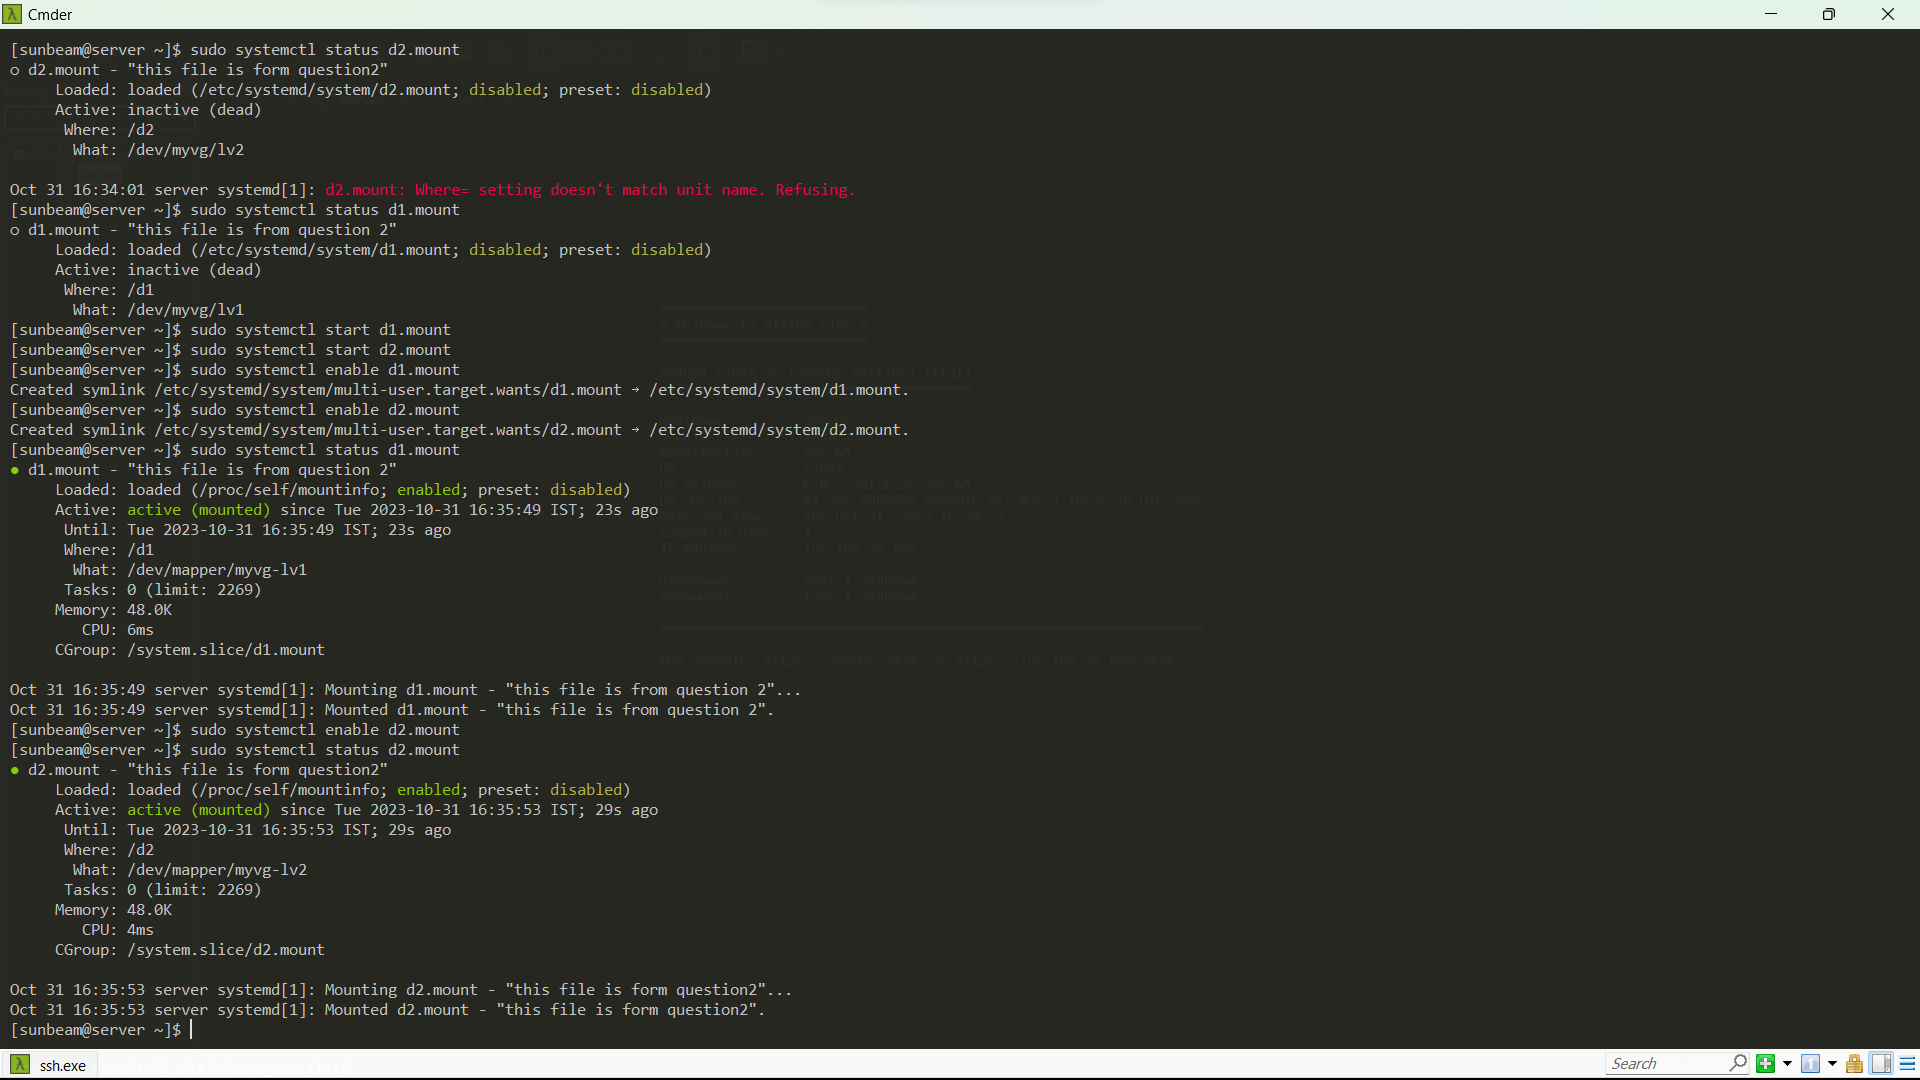 Cmder
[sunbeam@server ~]$ sudo systemctl status d2.mount
○ d2.mount - "this file is form question2"
Loaded: loaded (/etc/systemd/system/d2.mount; disabled; preset: disabled)
Active: inactive (dead)
Where: /d2
What: /dev/myvg/lv2
Oct 31 16:34:01 server systemd[1]: d2.mount: Where= setting doesn't match unit name. Refusing.
[sunbeam@server ~]$ sudo systemctl status d1.mount
○ d1.mount - "this file is from question 2"
Loaded: loaded (/etc/systemd/system/d1.mount; disabled; preset: disabled)
Active: inactive (dead)
Where: /d1
What: /dev/myvg/lv1
[sunbeam@server ~]$ sudo systemctl start d1.mount
[sunbeam@server ~]$ sudo systemctl start d2.mount
[sunbeam@server ~]$ sudo systemctl enable d1.mount
Created symlink /etc/systemd/system/multi-user.target.wants/d1.mount → /etc/systemd/system/d1.mount.
[sunbeam@server ~]$ sudo systemctl enable d2.mount
Created symlink /etc/systemd/system/multi-user.target.wants/d2.mount → /etc/systemd/system/d2.mount.
[sunbeam@server ~]$ sudo systemctl status d1.mount
● d1.mount - "this file is from question 2"
Loaded: loaded (/proc/self/mountinfo; enabled; preset: disabled)
Active: active (mounted) since Tue 2023-10-31 16:35:49 IST; 23s ago
Until: Tue 2023-10-31 16:35:49 IST; 23s ago
Where: /d1
What: /dev/mapper/myvg-lv1
Tasks: 0 (limit: 2269)
Memory: 48.0K
CPU: 6ms
CGroup: /system.slice/d1.mount
Oct 31 16:35:49 server systemd[1]: Mounting d1.mount - "this file is from question 2"...
Oct 31 16:35:49 server systemd[1]: Mounted d1.mount - "this file is from question 2".
[sunbeam@server ~]$ sudo systemctl enable d2.mount
[sunbeam@server ~]$ sudo systemctl status d2.mount
● d2.mount - "this file is form question2"
Loaded: loaded (/proc/self/mountinfo; enabled; preset: disabled)
Active: active (mounted) since Tue 2023-10-31 16:35:53 IST; 29s ago
Until: Tue 2023-10-31 16:35:53 IST; 29s ago
Where: /d2
What: /dev/mapper/myvg-lv2
Tasks: 0 (limit: 2269)
Memory: 48.0K
CPU: 4ms
CGroup: /system.slice/d2.mount
Oct 31 16:35:53 server systemd[1]: Mounting d2.mount - "this file is form question2"...
Oct 31 16:35:53 server systemd[1]: Mounted d2.mount - "this file is form question2".
[sunbeam@server ~]$
ssh.exe
Search